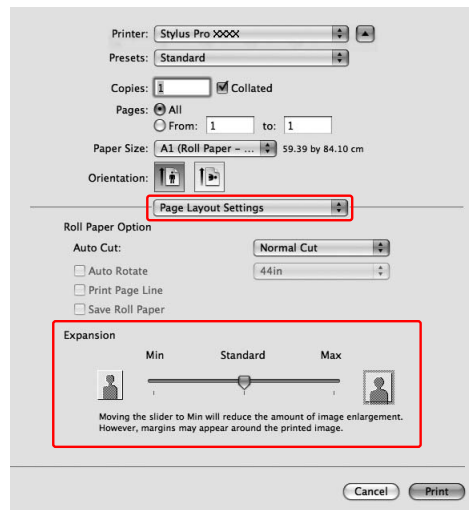 Printer: Stylus Pro XXXX
Presets: Standard
Copies: 1 Collated
Pages: All
From: 1 to: 1
Paper Size: A1 (Roll Paper – ... 59.39 by 84.10 cm
Orientation:
Page Layout Settings
Roll Paper Option
Auto Cut: Normal Cut
Auto Rotate 44in
Print Page Line
Save Roll Paper
Expansion
Min Standard Max
Moving the slider to Min will reduce the amount of image enlargement.
However, margins may appear around the printed image.
Cancel Print